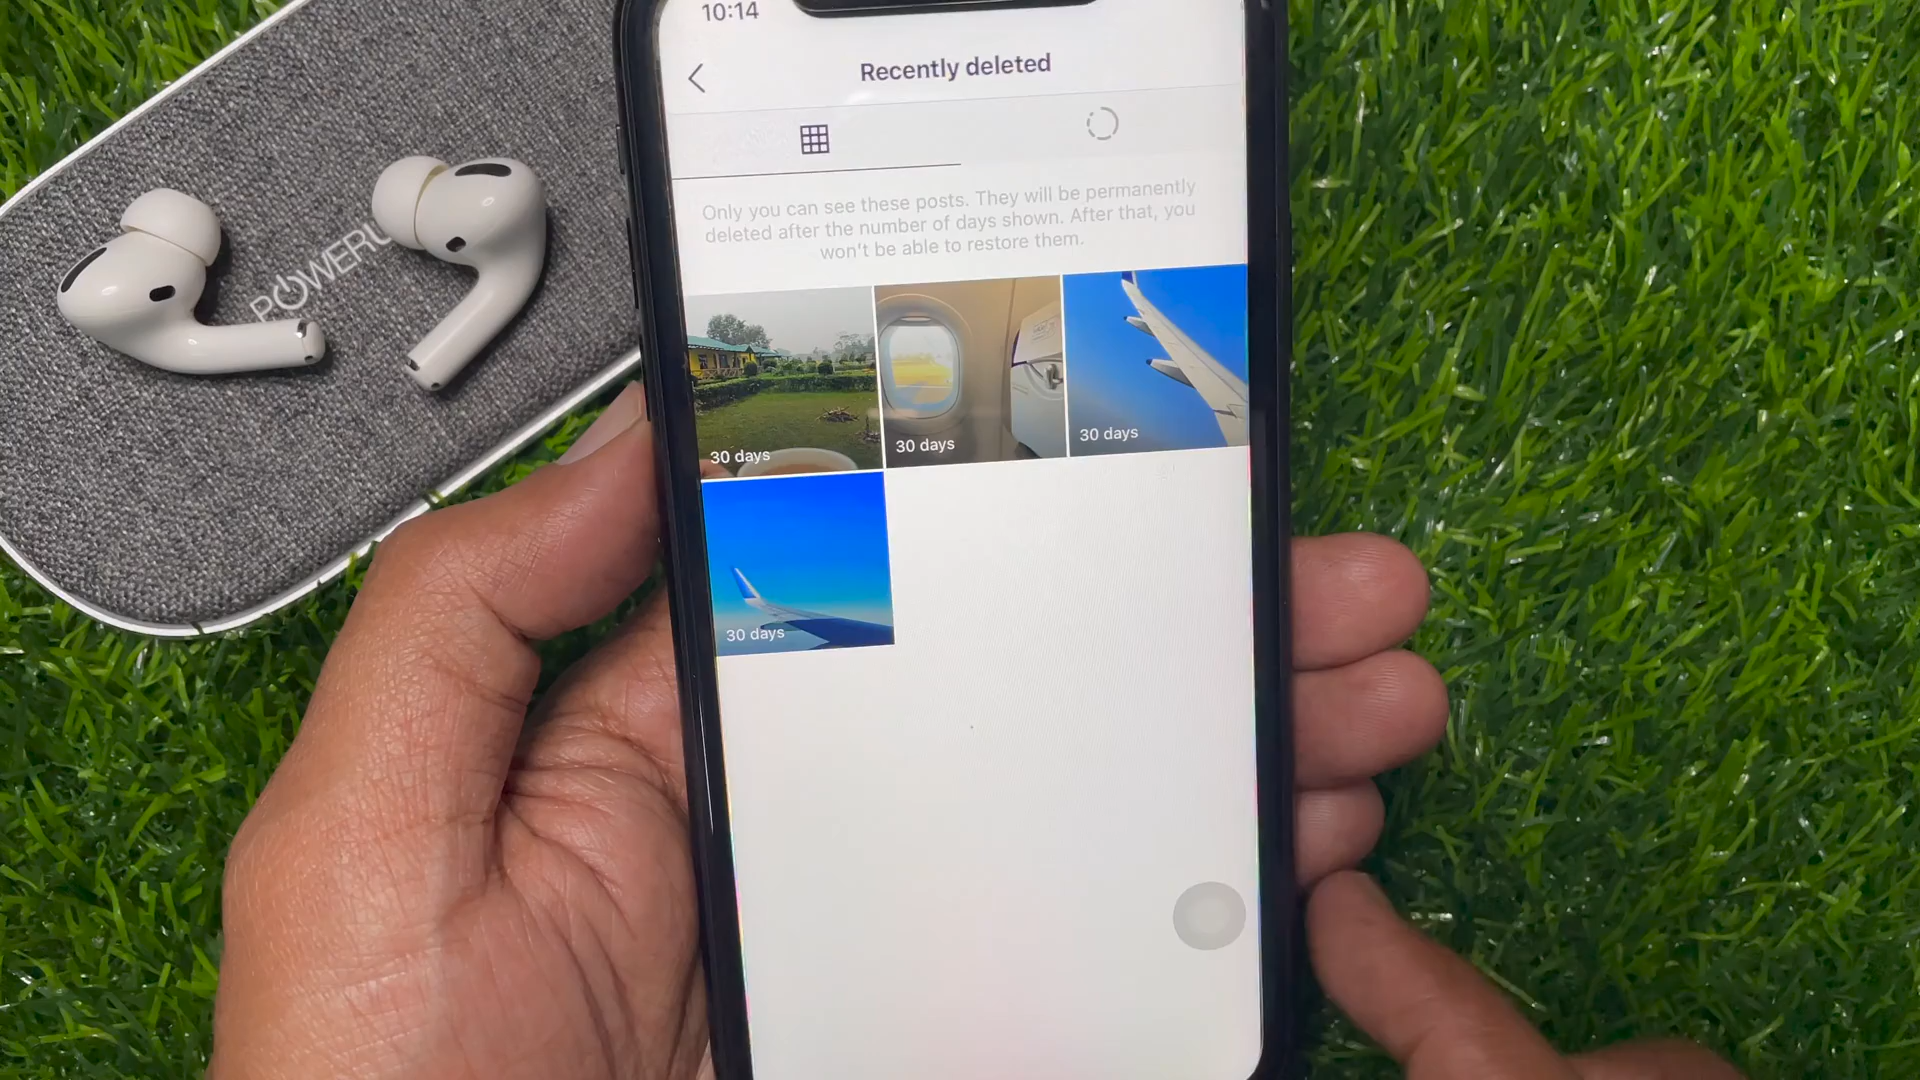 10:14
Recently deleted
Only you can see these posts. They will be permanently
deleted after the number of days shown. After that, you
won't be able to restore them.
30 days
30 days
30 days
30 days
POWERU